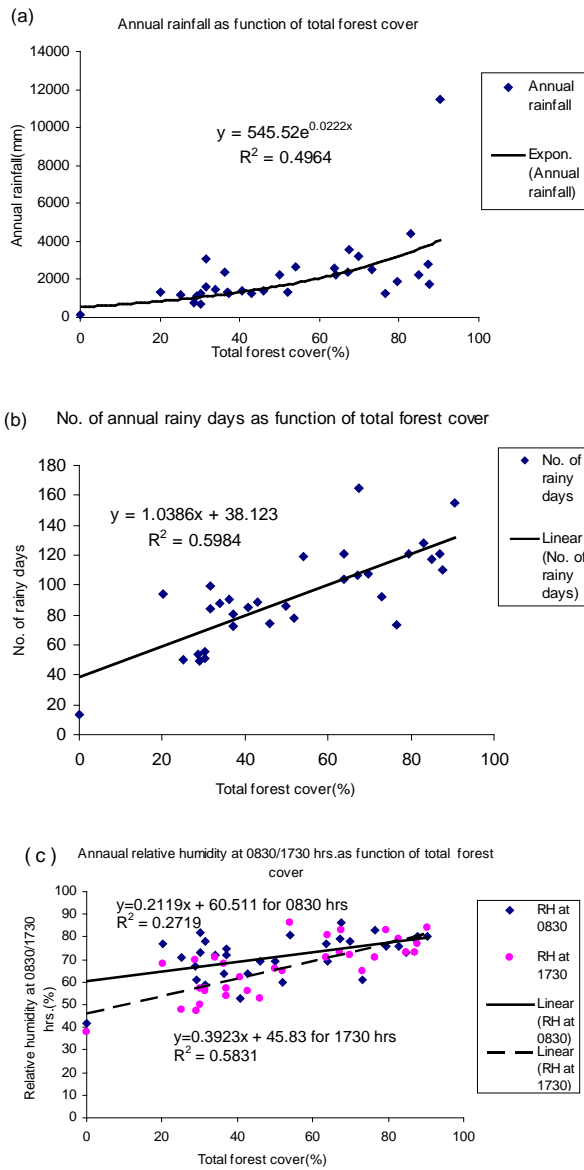 (a)
Annual rainfall as function of total forest cover
Annual rainfall(mm)
14000
12000
10000
8000
6000
4000
2000
0
y = 545.52e^0.0222x
R² = 0.4964
0 20 40 60 80 100
Total forest cover(%)
Annual
rainfall
Expon.
(Annual
rainfall)
(b) No. of annual rainy days as function of total forest cover
No. of rainy days
180
160
140
120
100
80
60
40
20
0
y = 1.0386x + 38.123
R² = 0.5984
0 20 40 60 80 100
Total forest cover(%)
No. of
rainy
days
Linear
(No. of
rainy
days)
( c ) Annaual relative humidity at 0830/1730 hrs.as function of total forest
cover
Relative humidity at 0830/1730
hrs.(%)
100
90
80
70
60
50
40
30
20
10
0
y=0.2119x + 60.511 for 0830 hrs
R² = 0.2719
y=0.3923x + 45.83 for 1730 hrs
R² = 0.5831
0 20 40 60 80 100
Total forest cover(%)
RH at
0830
RH at
1730
Linear
(RH at
0830)
Linear
(RH at
1730)